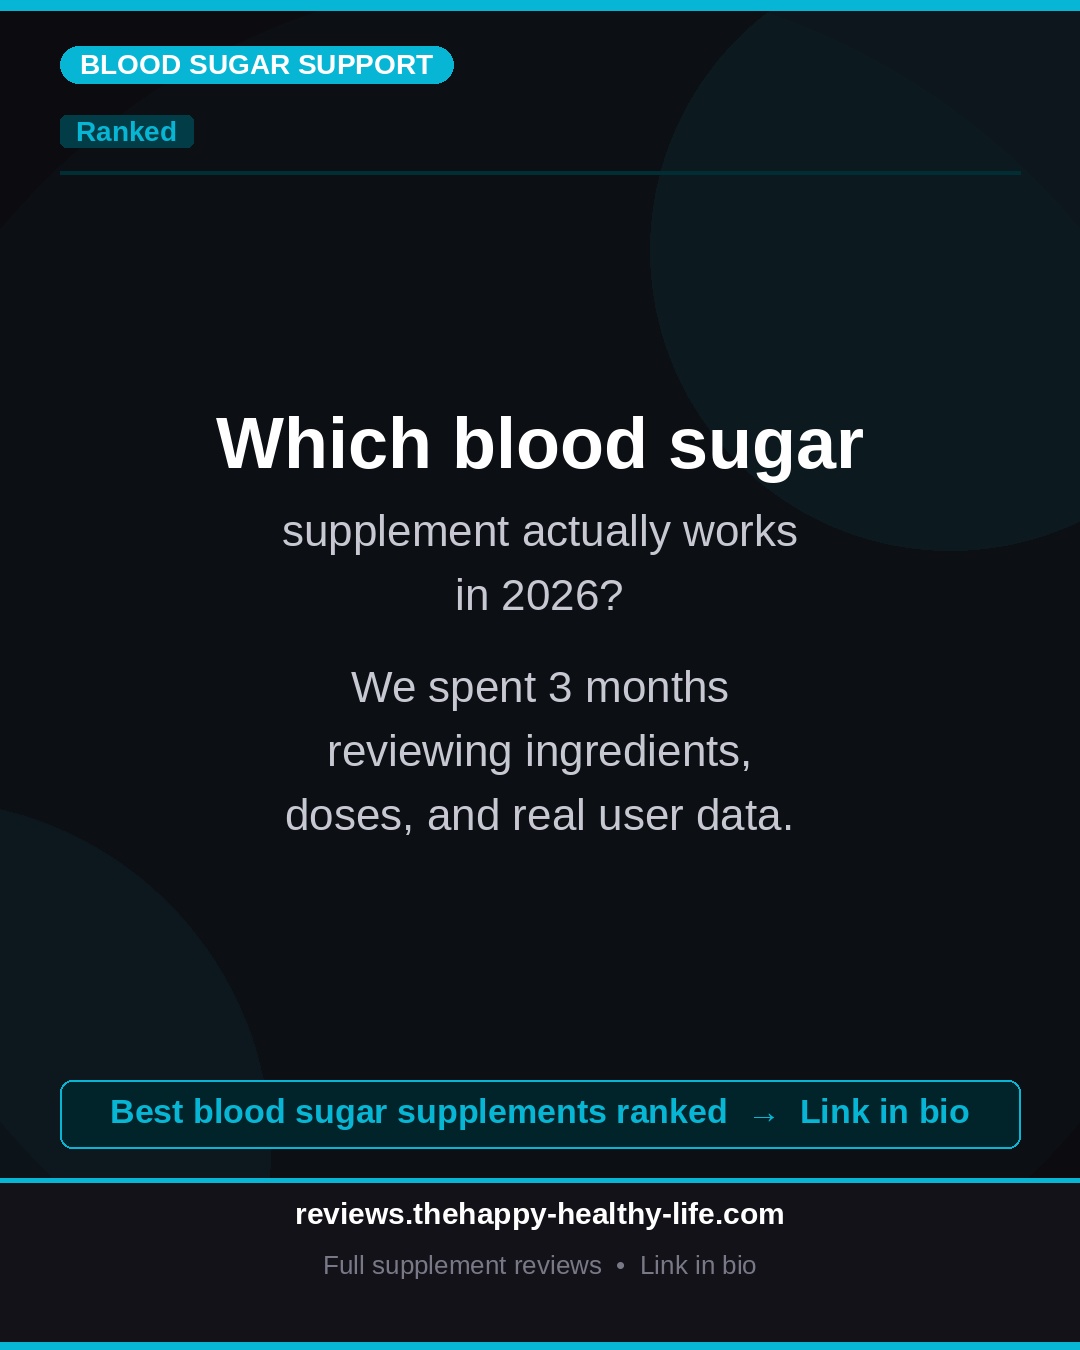 BLOOD SUGAR SUPPORT
Ranked
Which blood sugar
supplement actually works
in 2026?
We spent 3 months
reviewing ingredients,
doses, and real user data.
Best blood sugar supplements ranked → Link in bio
reviews.thehappy-healthy-life.com
Full supplement reviews • Link in bio